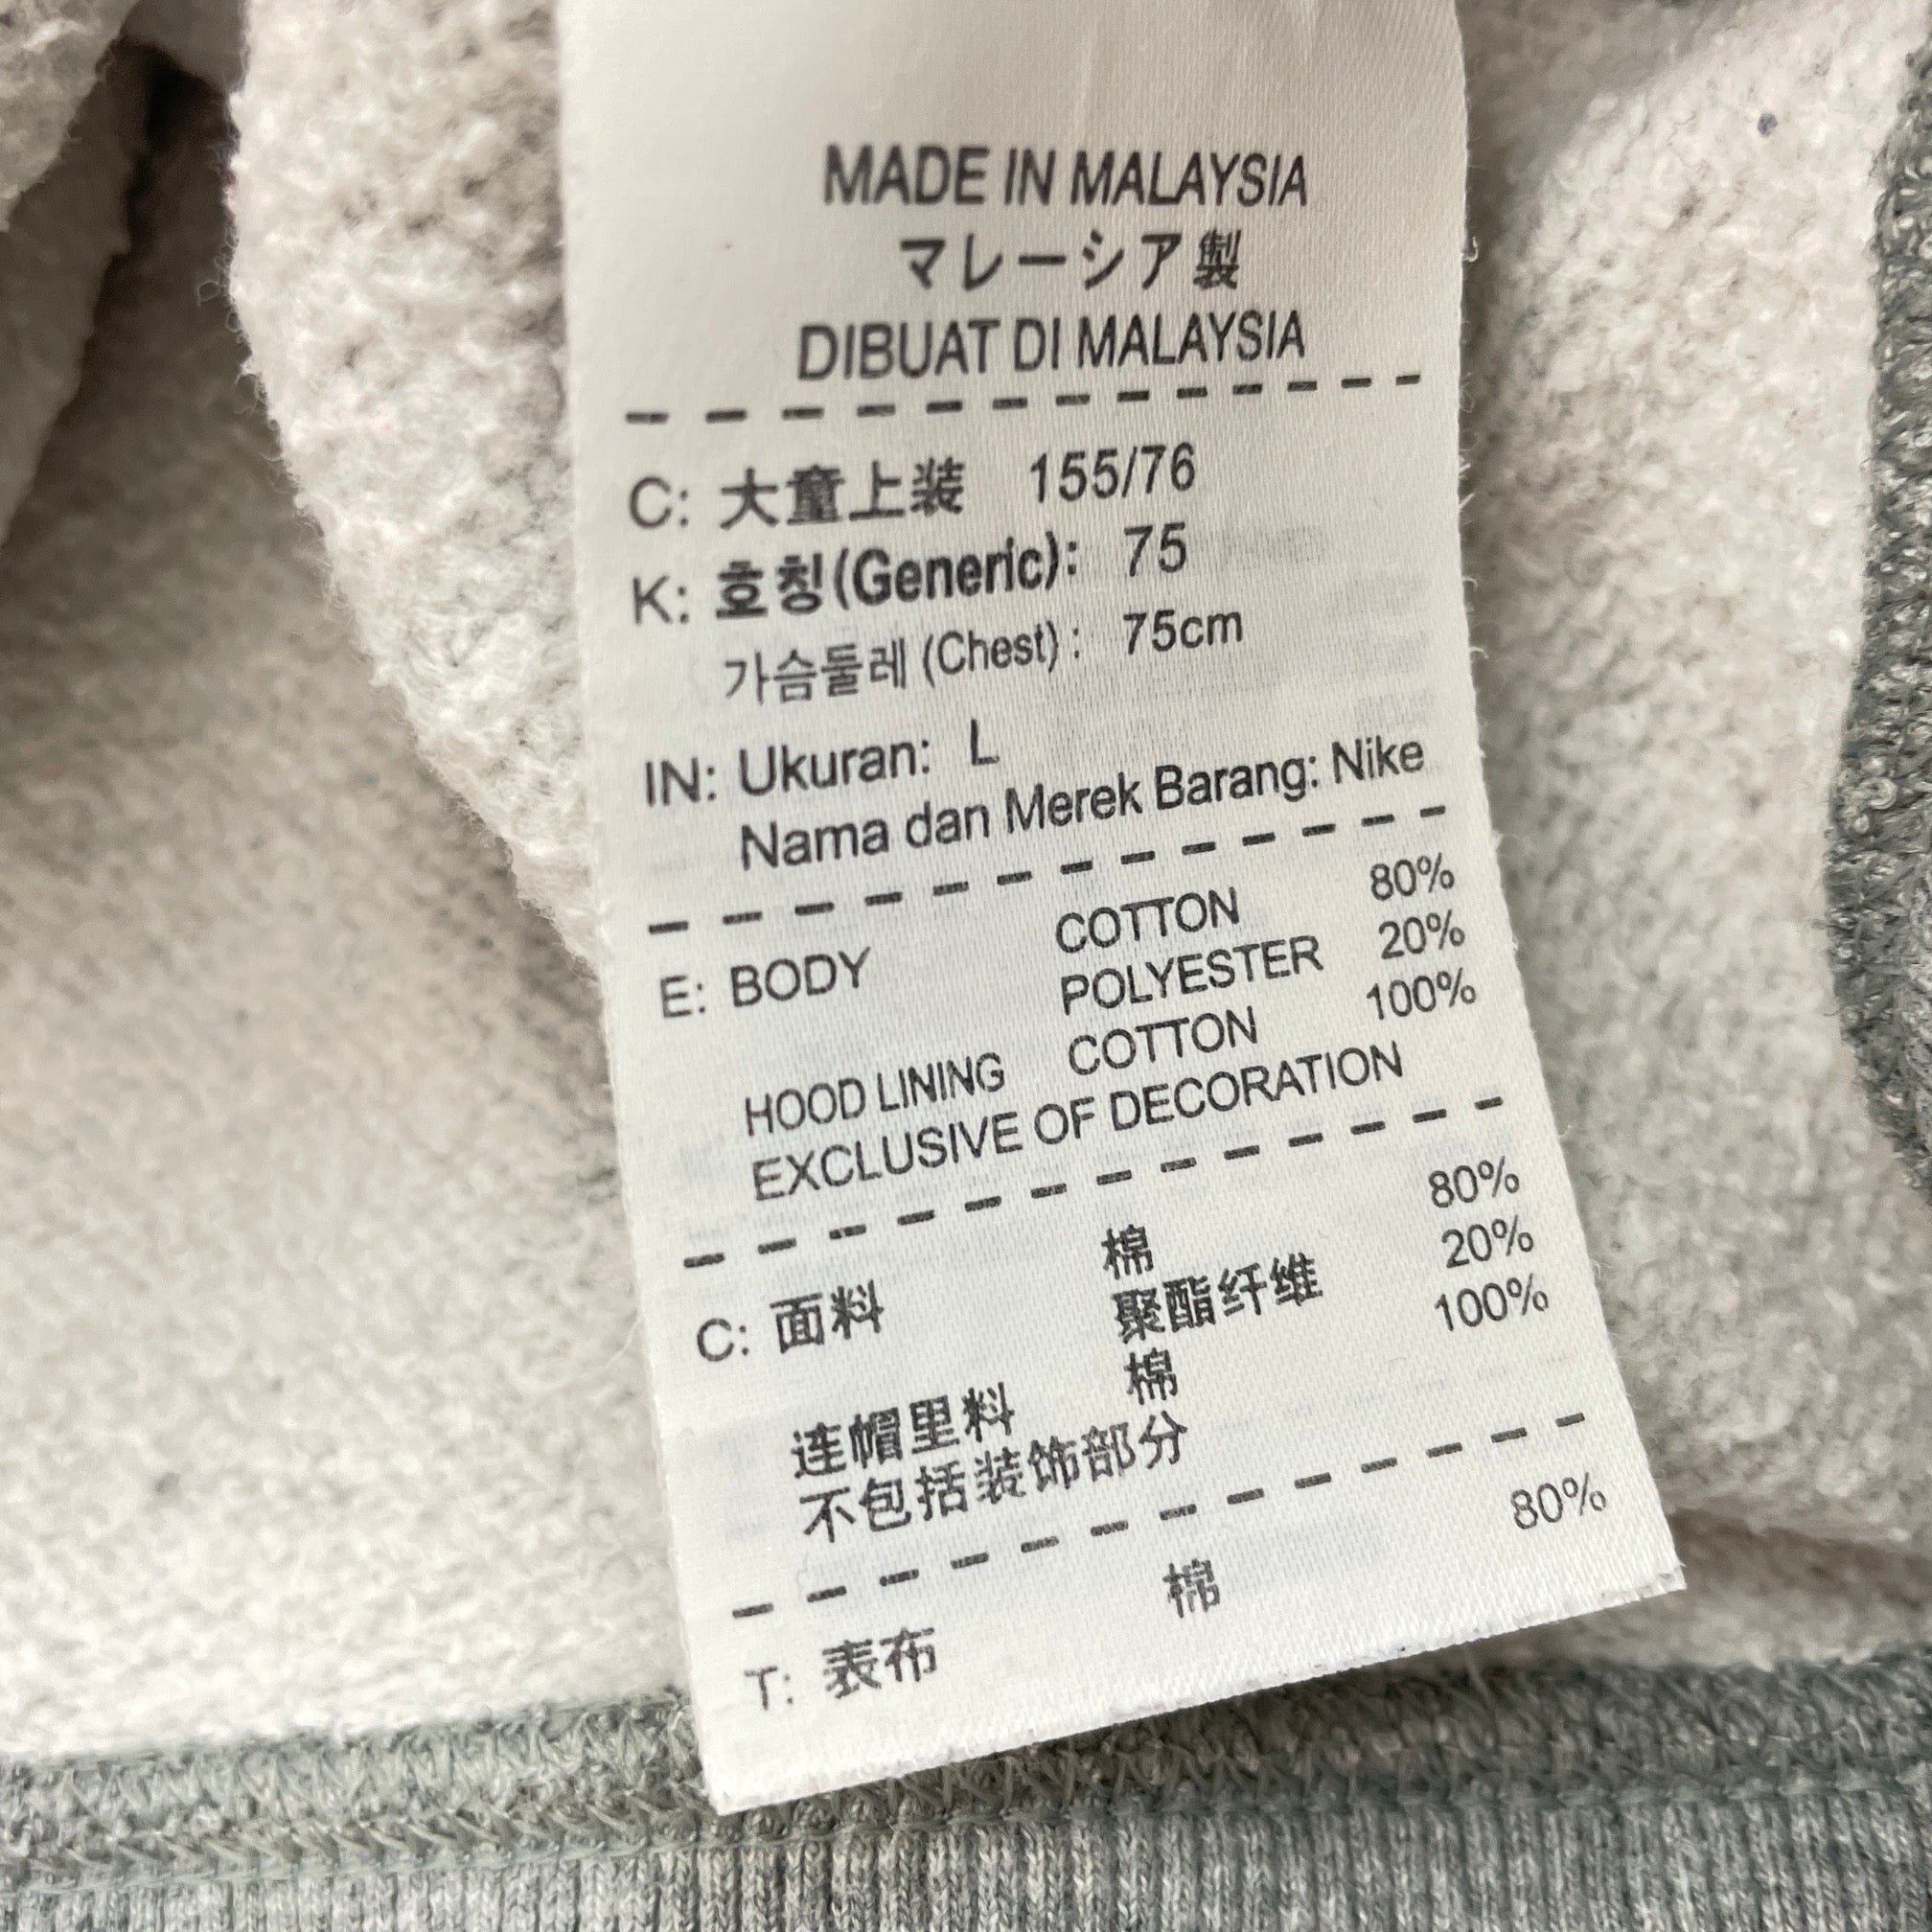 MADE IN MALAYSIA
マレーシア製
DIBUAT DI MALAYSIA
C: 大童上装 155/76
K: 호칭(Generic): 75
가슴둘레 (Chest) : 75cm
IN: Ukuran: L
Nama dan Merek Barang: Nike
E: BODY COTTON 80%
POLYESTER 20%
HOOD LINING COTTON 100%
EXCLUSIVE OF DECORATION
C: 面料 棉 80%
聚酯纤维 20%
连帽里料 棉 100%
不包括装饰部分
T: 表布 棉 80%